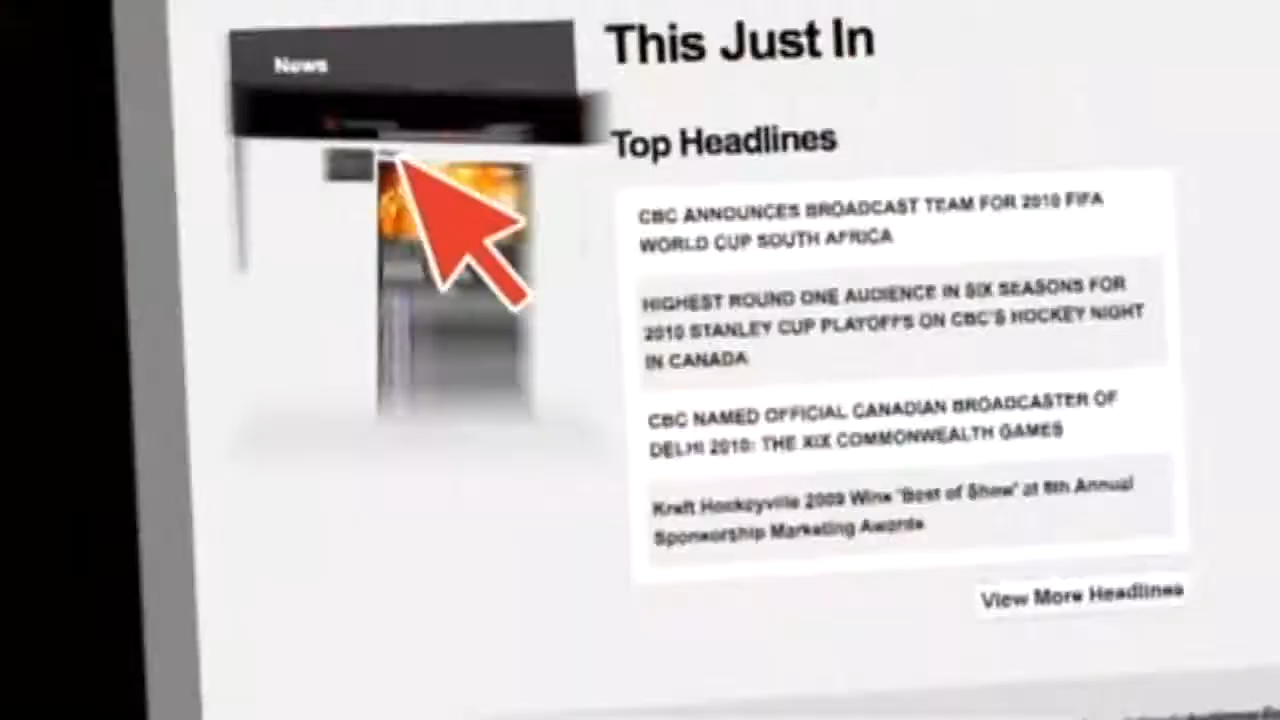 News
This Just In
Top Headlines
CBC ANNOUNCES BROADCAST TEAM FOR 2010 FIFA
WORLD CUP SOUTH AFRICA
HIGHEST ROUND ONE AUDIENCE IN SIX SEASONS FOR
2010 STANLEY CUP PLAYOFFS ON CBC'S HOCKEY NIGHT
IN CANADA
CBC NAMED OFFICIAL CANADIAN BROADCASTER OF
DELHI 2010: THE XIX COMMONWEALTH GAMES
Kraft Hockeyville 2009 Wins 'Best of Show' at 6th Annual
Sponsorship Marketing Awards
View More Headlines